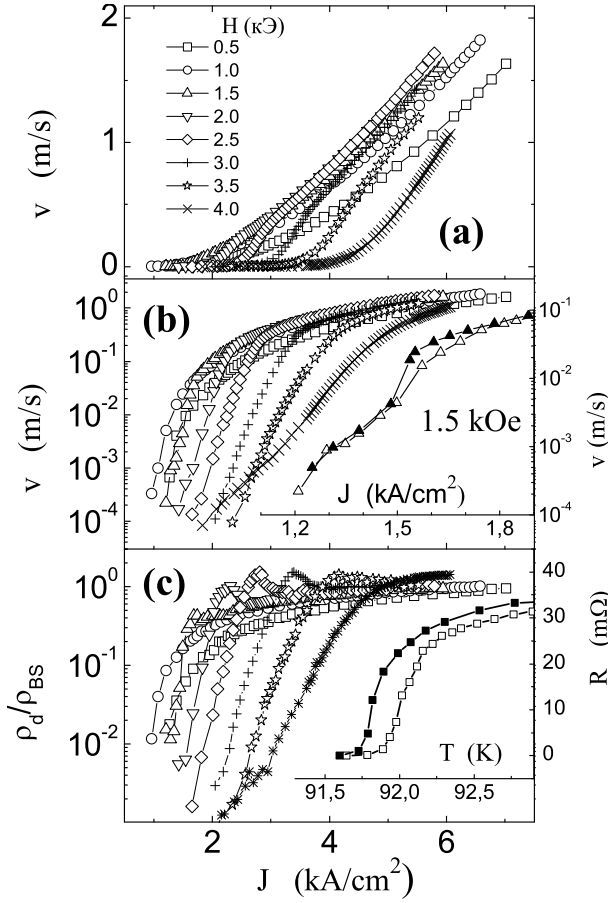 2
H (кЭ)
0.5
1.0
1.5
2.0
2.5
3.0
3.5
4.0
v (m/s)
1
0
(a)
10⁰
10⁻¹
10⁻²
10⁻³
10⁻⁴
v (m/s)
(b)
1.5 kOe
10⁻¹
10⁻²
10⁻³
10⁻⁴
v (m/s)
J (kA/cm²)
1,2 1,5 1,8
(c)
10⁰
10⁻¹
10⁻²
ρd/ρBS
40
30
20
10
0
R (mΩ)
T (K)
91,5 92,0 92,5
2 4 6
J (kA/cm²)